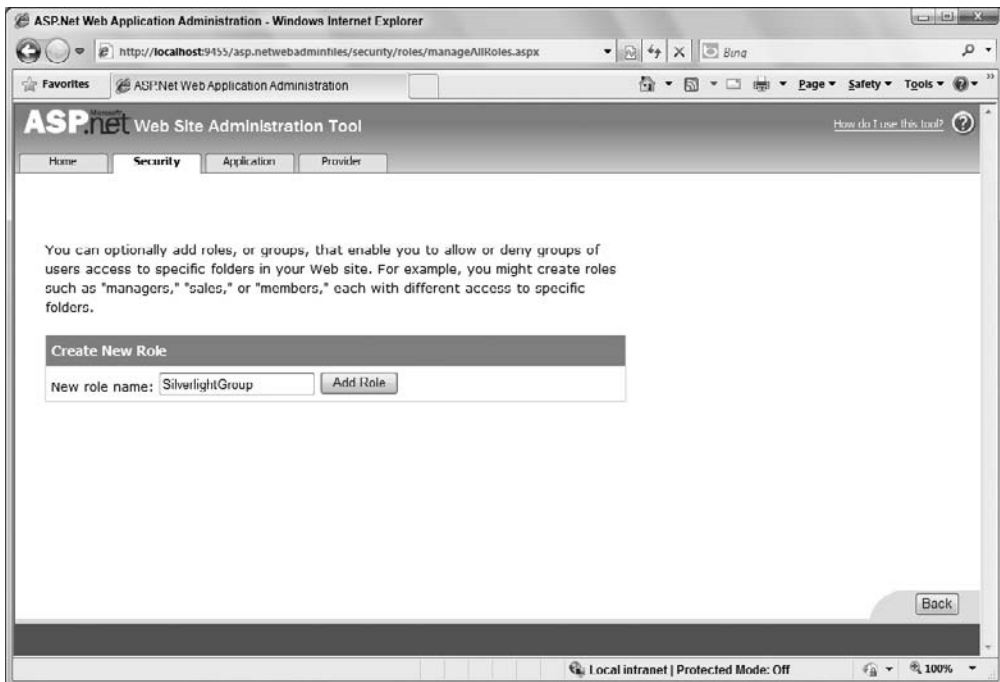 ASP.Net Web Application Administration - Windows Internet Explorer
http://localhost:9455/asp.netwebadminfiles/security/roles/manageAllRoles.aspx
Bing
Favorites
ASP.Net Web Application Administration
Page
Safety
Tools
Microsoft
ASP.net Web Site Administration Tool
How do I use this tool?
Home
Security
Application
Provider
You can optionally add roles, or groups, that enable you to allow or deny groups of
users access to specific folders in your Web site. For example, you might create roles
such as "managers," "sales," or "members," each with different access to specific
folders.
Create New Role
New role name: SilverlightGroup Add Role
Back
Local intranet | Protected Mode: Off
100%